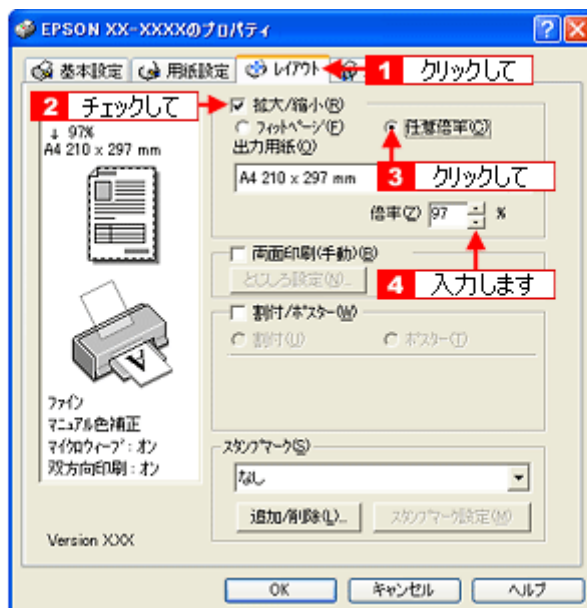 EPSON XX-XXXXのプロパティ
基本設定 用紙設定 レイアウト 1 クリックして
2 チェックして 拡大/縮小(R)
97%
A4 210 x 297 mm
フィットページ(F) 任意倍率(C)
出力用紙(O)
A4 210 x 297 mm 3 クリックして
倍率(Z) 97 %
両面印刷(手動)(B)
とじしろ設定(N)... 4 入力します
割付/ポスター(W)
割付(U) ポスター(T)
ファイン
マニュアル色補正
マイクロウィーブ : オン
双方向印刷 : オン
スタンプマーク(S)
なし
追加/削除(L)... スタンプマーク設定(M)
Version XXX
OK キャンセル ヘルプ